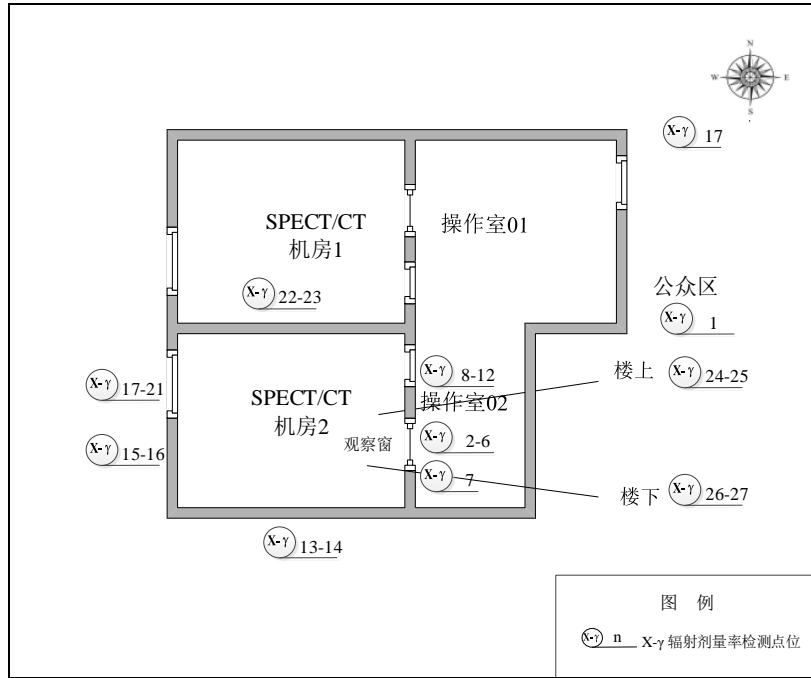 N
W E
S
X-γ 17
SPECT/CT
机房1
操作室01
X-γ 22-23
公众区
X-γ 1
X-γ 17-21
X-γ 8-12
楼上 X-γ 24-25
SPECT/CT
机房2
操作室02
观察窗
X-γ 2-6
X-γ 15-16
X-γ 7
楼下 X-γ 26-27
X-γ 13-14
图 例
X-γ n X-γ 辐射剂量率检测点位